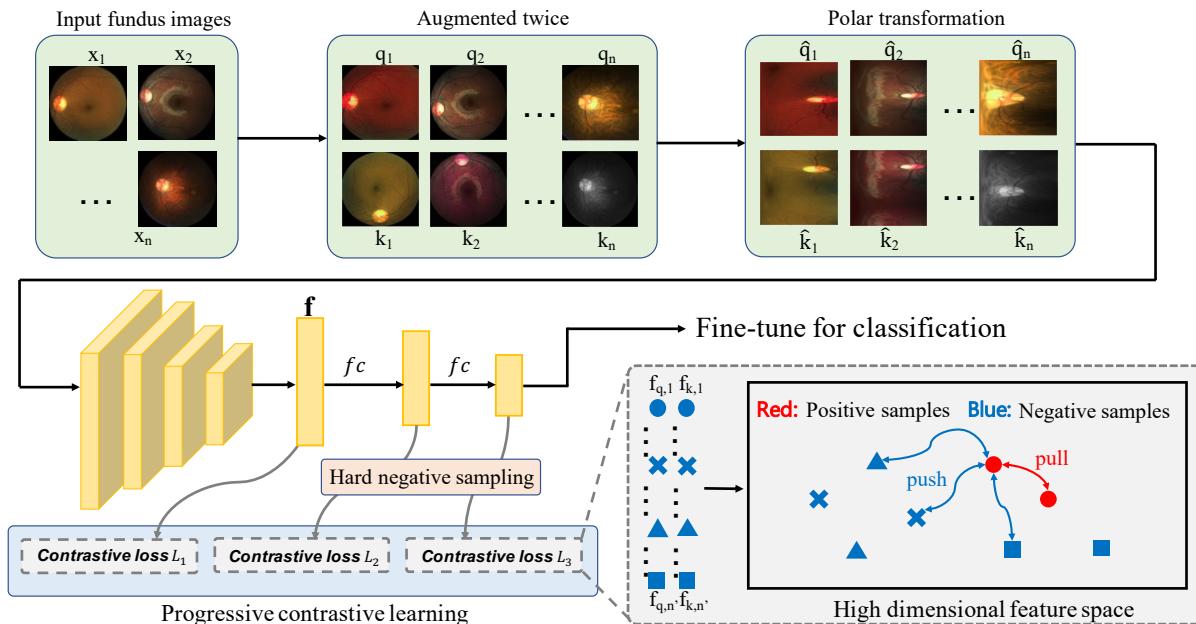 Input fundus images
Augmented twice
Polar transformation
x1 x2
... xn
q1 q2 ... qn
k1 k2 ... kn
q̂1 q̂2 ... q̂n
k̂1 k̂2 ... k̂n
f
fc
fc
Fine-tune for classification
Hard negative sampling
Contrastive loss L1
Contrastive loss L2
Contrastive loss L3
Progressive contrastive learning
fq,1 fk,1
fq,n' fk,n'
Red: Positive samples Blue: Negative samples
push
pull
High dimensional feature space